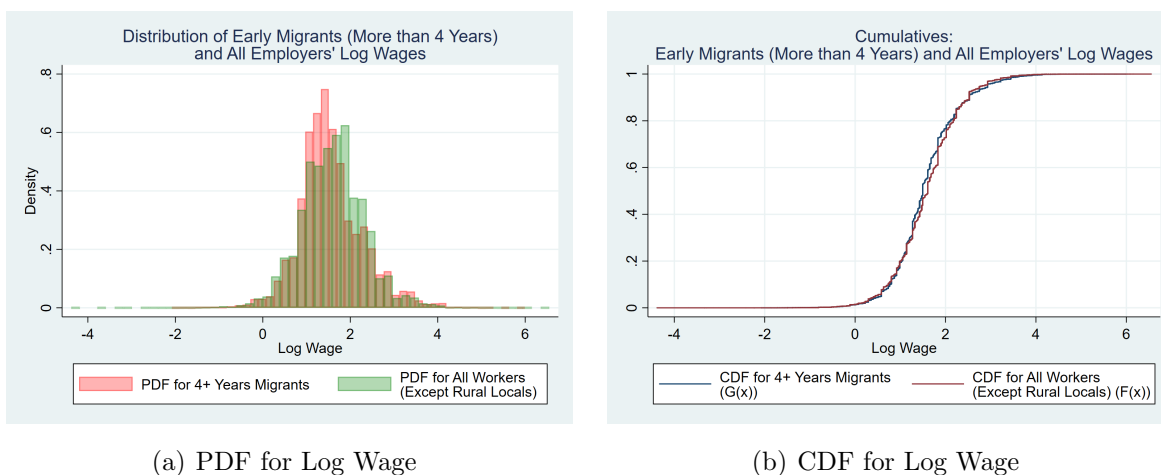 Distribution of Early Migrants (More than 4 Years)
and All Employers' Log Wages
Density
.8
.6
.4
.2
0
-4 -2 0 2 4 6
Log Wage
PDF for 4+ Years Migrants
PDF for All Workers
(Except Rural Locals)
(a) PDF for Log Wage
Cumulatives:
Early Migrants (More than 4 Years) and All Employers' Log Wages
1
.8
.6
.4
.2
0
-4 -2 0 2 4 6
Log Wage
CDF for 4+ Years Migrants
(G(x))
CDF for All Workers
(Except Rural Locals) (F(x))
(b) CDF for Log Wage